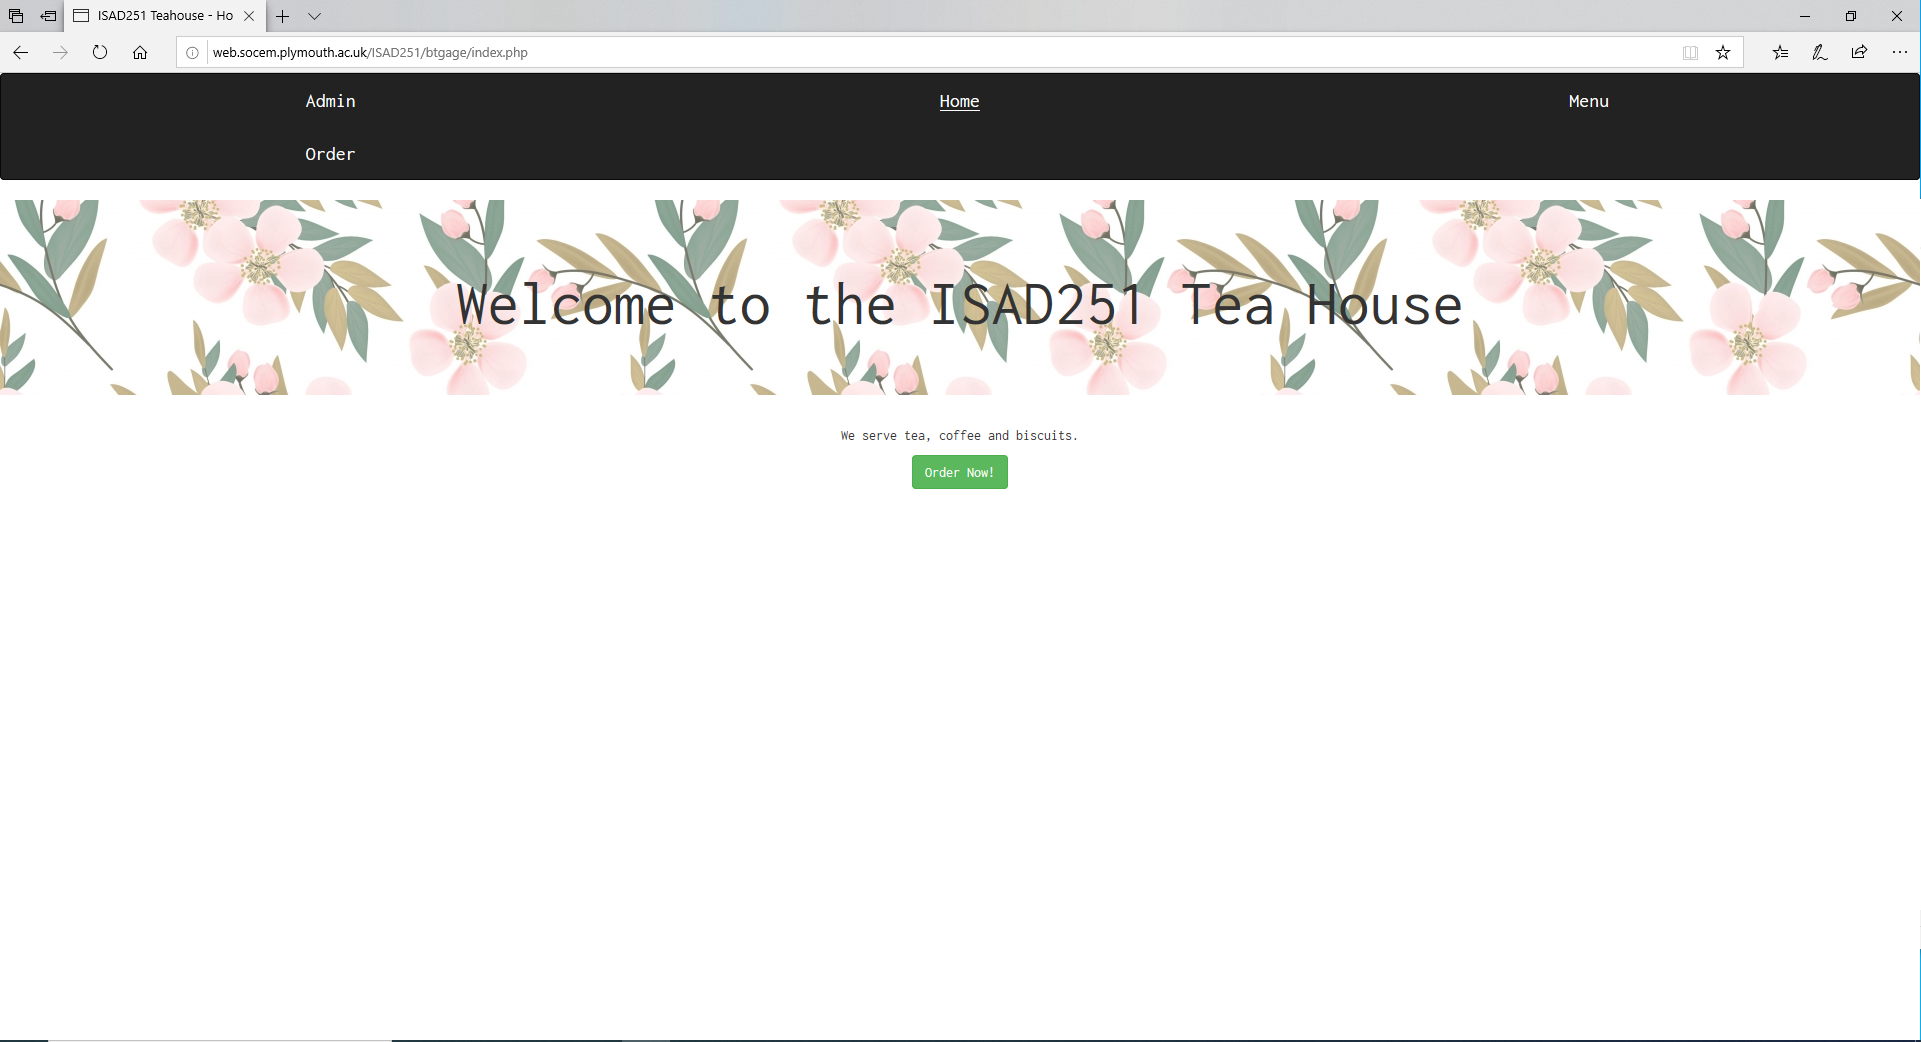 ISAD251 Teahouse - Ho
web.socem.plymouth.ac.uk/ISAD251/btgage/index.php
Admin Home Menu
Order
Welcome to the ISAD251 Tea House
We serve tea, coffee and biscuits.
Order Now!